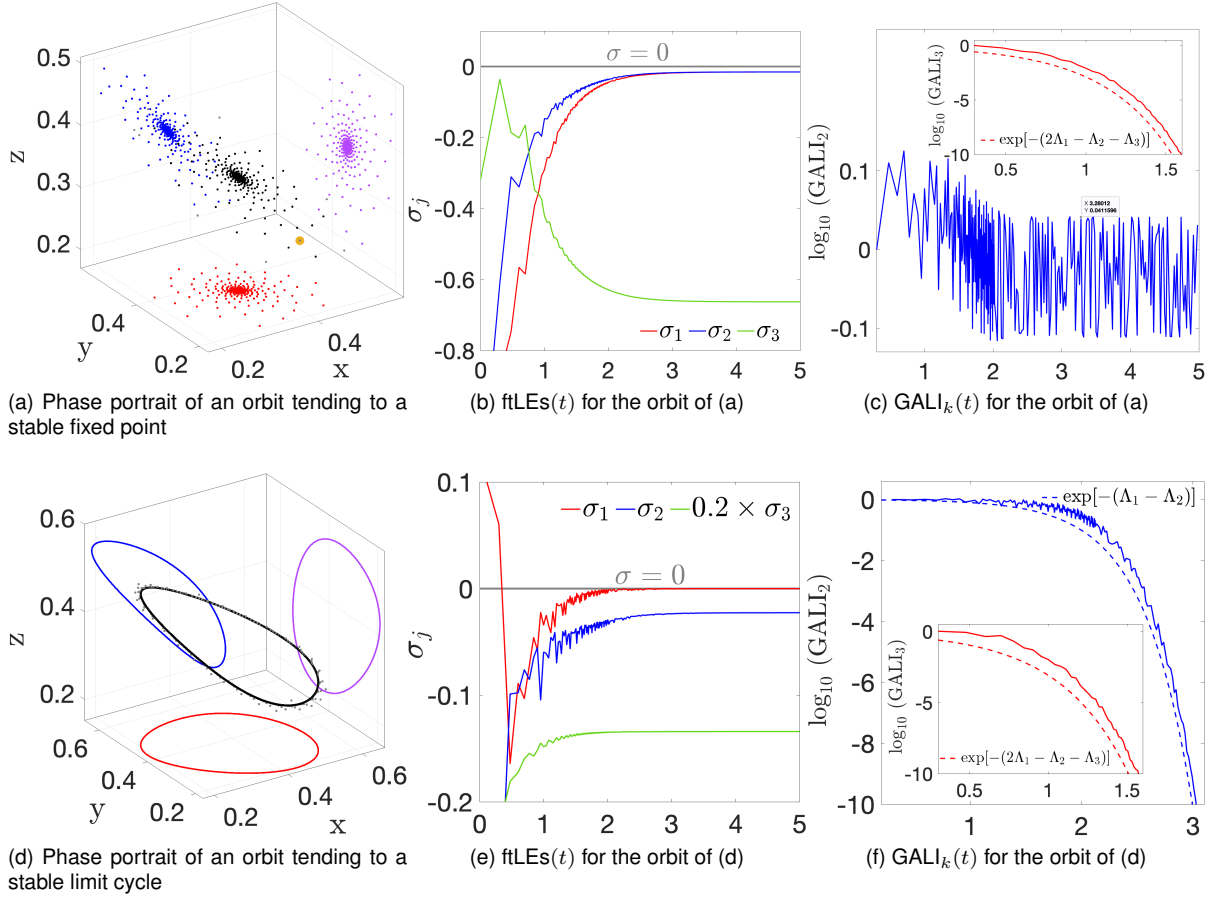 0.5
0.4
0.3
0.2
z
0.4
0.2
y
0.2
0.4
x
0
-0.2
-0.4
-0.6
-0.8
σj
σ = 0
σ1 σ2 σ3
0 1 2 3 4 5
log10 (GALI2)
0.1
0
-0.1
1 2 3 4 5
log10 (GALI3)
0
-5
-10
exp[−(2Λ1 − Λ2 − Λ3)]
0.5 1 1.5
X 3.28012
Y 0.0411596
(a) Phase portrait of an orbit tending to a
stable fixed point
(b) ftLEs(t) for the orbit of (a)
(c) GALIk(t) for the orbit of (a)
0.6
0.4
0.2
z
0.6
0.4
0.2
y
0.2
0.4
0.6
x
0.1
0
-0.1
-0.2
σj
σ1 σ2 0.2 × σ3
σ = 0
0 1 2 3 4 5
log10 (GALI2)
0
-2
-4
-6
-8
-10
exp[−(Λ1 − Λ2)]
1 2 3
log10 (GALI3)
0
-5
-10
exp[−(2Λ1 − Λ2 − Λ3)]
0.5 1 1.5
(d) Phase portrait of an orbit tending to a
stable limit cycle
(e) ftLEs(t) for the orbit of (d)
(f) GALIk(t) for the orbit of (d)